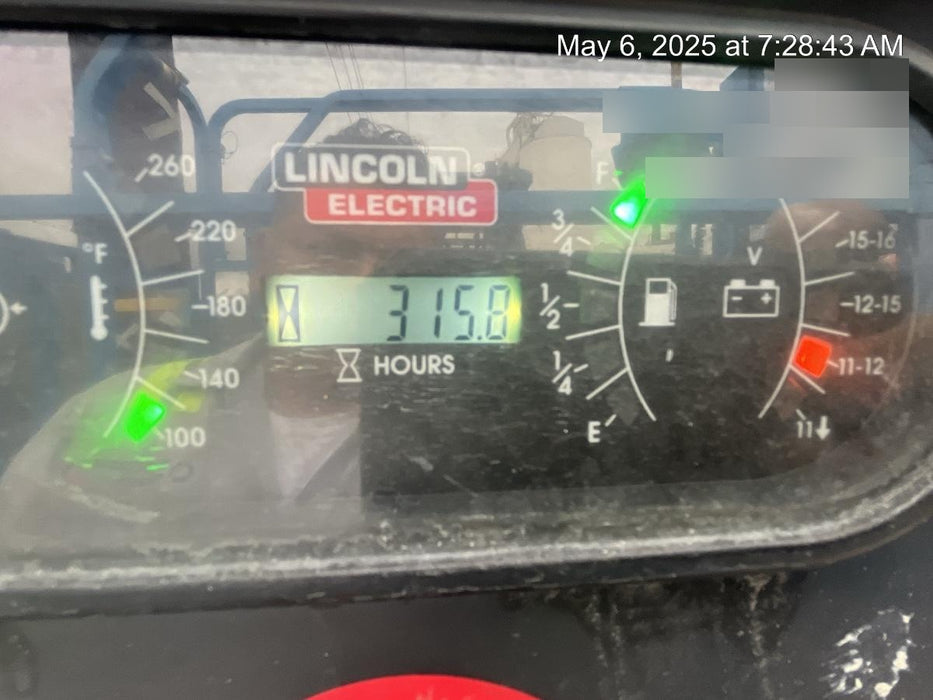 May 6, 2025 at 7:28:43 AM
LINCOLN
ELECTRIC
°F
260
220
180
140
100
315.8
HOURS
F
3/4
1/2
1/4
E
V
- +
15-16
12-15
11-12
11↓